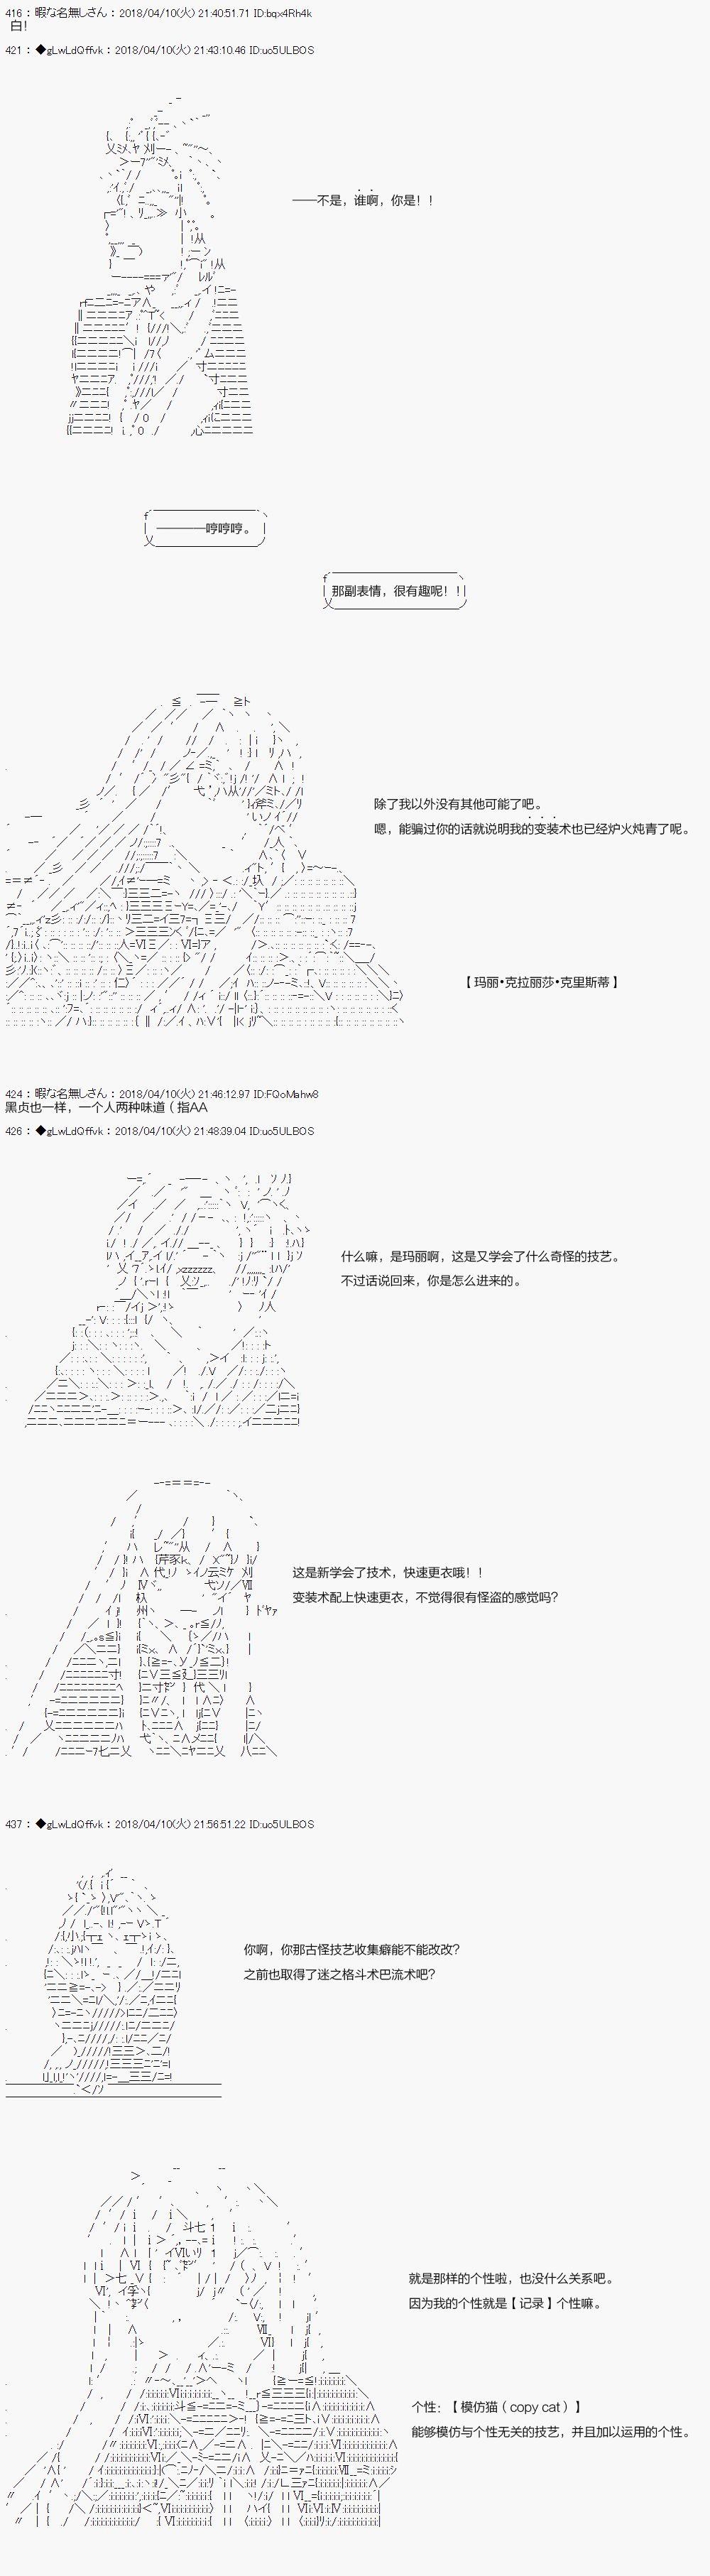 416 : 暇な名無しさん : 2018/04/10(火) 21:40:51.71 ID:bqx4Rh4k
白!
421 : ◆gLwLdQffvk : 2018/04/10(火) 21:43:10.46 ID:uo5ULBOS
——不是，谁啊，你是！！
————哼哼哼。
那副表情，很有趣呢！！
除了我以外没有其他可能了吧。
嗯，能骗过你的话就说明我的变装术也已经炉火炖青了呢。
【玛丽•克拉丽莎•克里斯蒂】
424 : 暇な名無しさん : 2018/04/10(火) 21:46:12.97 ID:FQoMahw8
黑贞也一样，一个人两种味道（指AA
426 : ◆gLwLdQffvk : 2018/04/10(火) 21:48:39.04 ID:uo5ULBOS
什么嘛，是玛丽啊，这是又学会了什么奇怪的技艺。
不过话说回来，你是怎么进来的。
这是新学会了技术，快速更衣哦！！
变装术配上快速更衣，不觉得很有怪盗的感觉吗?
437 : ◆gLwLdQffvk : 2018/04/10(火) 21:56:51.22 ID:uo5ULBOS
你啊，你那古怪技艺收集癖能不能改改?
之前也取得了迷之格斗术巴流术吧?
就是那样的个性啦，也没什么关系吧。
因为我的个性就是【记录】个性嘛。
个性：【模仿猫（copy cat）】
能够模仿与个性无关的技艺，并且加以运用的个性。